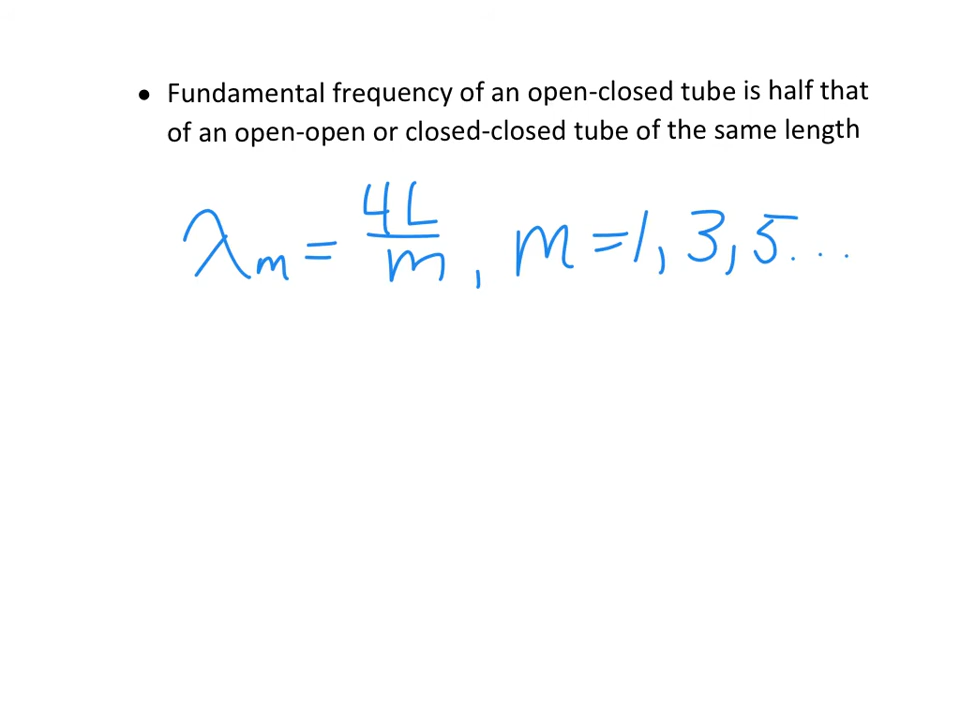 • Fundamental frequency of an open-closed tube is half that
of an open-open or closed-closed tube of the same length
λₘ = 4L/m, m = 1, 3, 5...